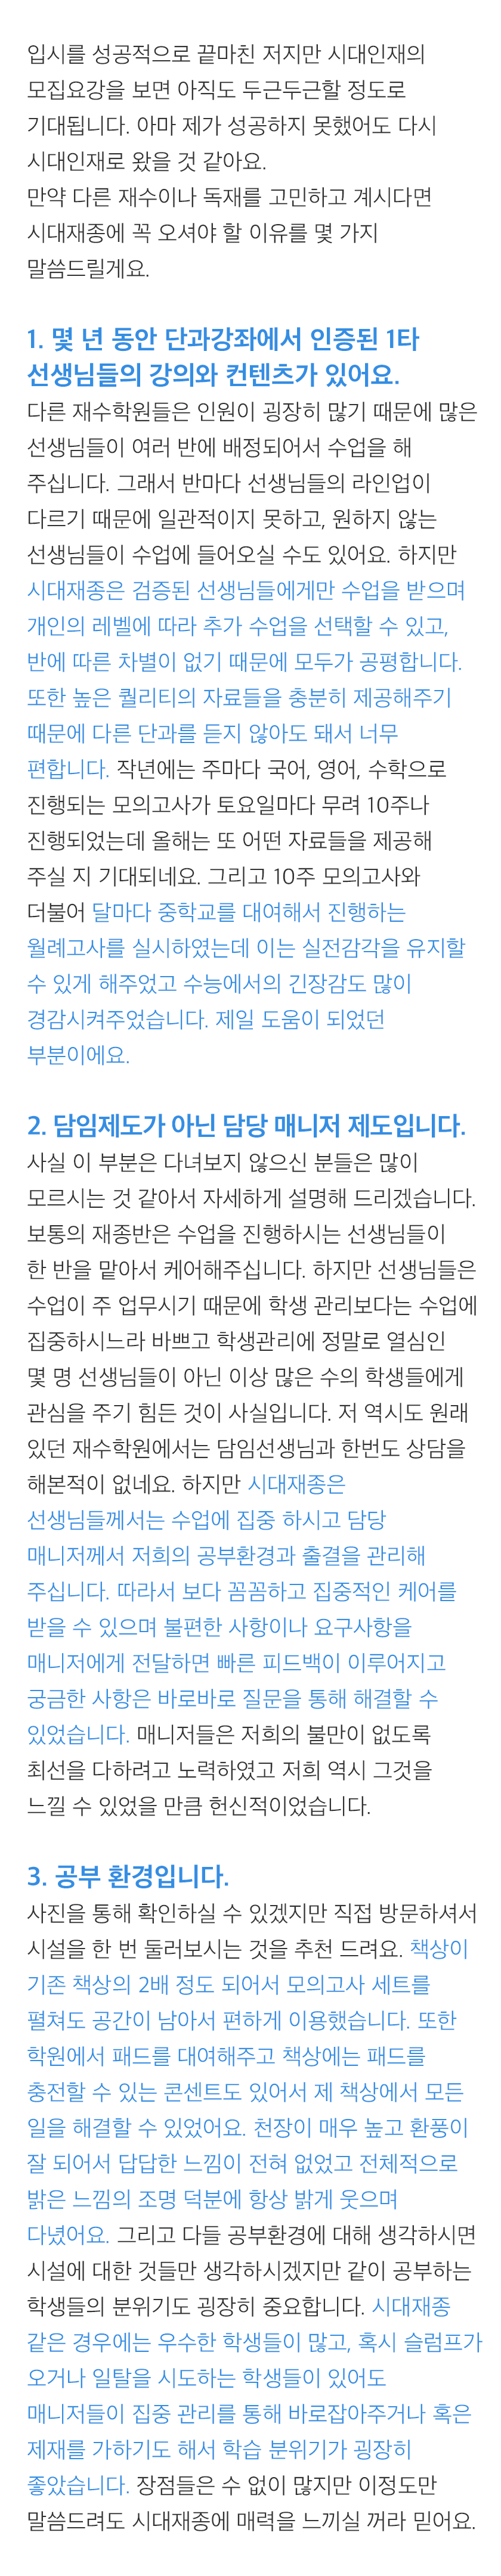 입시를 성공적으로 끝마친 저지만 시대인재의
모집요강을 보면 아직도 두근두근할 정도로
기대됩니다. 아마 제가 성공하지 못했어도 다시
시대인재로 왔을 것 같아요.
만약 다른 재수이나 독재를 고민하고 계시다면
시대재종에 꼭 오셔야 할 이유를 몇 가지
말씀드릴게요.
1. 몇 년 동안 단과강좌에서 인증된 1타
선생님들의 강의와 컨텐츠가 있어요.
다른 재수학원들은 인원이 굉장히 많기 때문에 많은
선생님들이 여러 반에 배정되어서 수업을 해
주십니다. 그래서 반마다 선생님들의 라인업이
다르기 때문에 일관적이지 못하고, 원하지 않는
선생님들이 수업에 들어오실 수도 있어요. 하지만
시대재종은 검증된 선생님들에게만 수업을 받으며
개인의 레벨에 따라 추가 수업을 선택할 수 있고,
반에 따른 차별이 없기 때문에 모두가 공평합니다.
또한 높은 퀄리티의 자료들을 충분히 제공해주기
때문에 다른 단과를 듣지 않아도 돼서 너무
편합니다. 작년에는 주마다 국어, 영어, 수학으로
진행되는 모의고사가 토요일마다 무려 10주나
진행되었는데 올해는 또 어떤 자료들을 제공해
주실 지 기대되네요. 그리고 10주 모의고사와
더불어 달마다 중학교를 대여해서 진행하는
월례고사를 실시하였는데 이는 실전감각을 유지할
수 있게 해주었고 수능에서의 긴장감도 많이
경감시켜주었습니다. 제일 도움이 되었던
부분이에요.
2. 담임제도가 아닌 담당 매니저 제도입니다.
사실 이 부분은 다녀보지 않으신 분들은 많이
모르시는 것 같아서 자세하게 설명해 드리겠습니다.
보통의 재종반은 수업을 진행하시는 선생님들이
한 반을 맡아서 케어해주십니다. 하지만 선생님들은
수업이 주 업무시기 때문에 학생 관리보다는 수업에
집중하시느라 바쁘고 학생관리에 정말로 열심인
몇 명 선생님들이 아닌 이상 많은 수의 학생들에게
관심을 주기 힘든 것이 사실입니다. 저 역시도 원래
있던 재수학원에서는 담임선생님과 한번도 상담을
해본적이 없네요. 하지만 시대재종은
선생님들께서는 수업에 집중 하시고 담당
매니저께서 저희의 공부환경과 출결을 관리해
주십니다. 따라서 보다 꼼꼼하고 집중적인 케어를
받을 수 있으며 불편한 사항이나 요구사항을
매니저에게 전달하면 빠른 피드백이 이루어지고
궁금한 사항은 바로바로 질문을 통해 해결할 수
있었습니다. 매니저들은 저희의 불만이 없도록
최선을 다하려고 노력하였고 저희 역시 그것을
느낄 수 있었을 만큼 헌신적이었습니다.
3. 공부 환경입니다.
사진을 통해 확인하실 수 있겠지만 직접 방문하셔서
시설을 한 번 둘러보시는 것을 추천 드려요. 책상이
기존 책상의 2배 정도 되어서 모의고사 세트를
펼쳐도 공간이 남아서 편하게 이용했습니다. 또한
학원에서 패드를 대여해주고 책상에는 패드를
충전할 수 있는 콘센트도 있어서 제 책상에서 모든
일을 해결할 수 있었어요. 천장이 매우 높고 환풍이
잘 되어서 답답한 느낌이 전혀 없었고 전체적으로
밝은 느낌의 조명 덕분에 항상 밝게 웃으며
다녔어요. 그리고 다들 공부환경에 대해 생각하시면
시설에 대한 것들만 생각하시겠지만 같이 공부하는
학생들의 분위기도 굉장히 중요합니다. 시대재종
같은 경우에는 우수한 학생들이 많고, 혹시 슬럼프가
오거나 일탈을 시도하는 학생들이 있어도
매니저들이 집중 관리를 통해 바로잡아주거나 혹은
제재를 가하기도 해서 학습 분위기가 굉장히
좋았습니다. 장점들은 수 없이 많지만 이정도만
말씀드려도 시대재종에 매력을 느끼실 꺼라 믿어요.